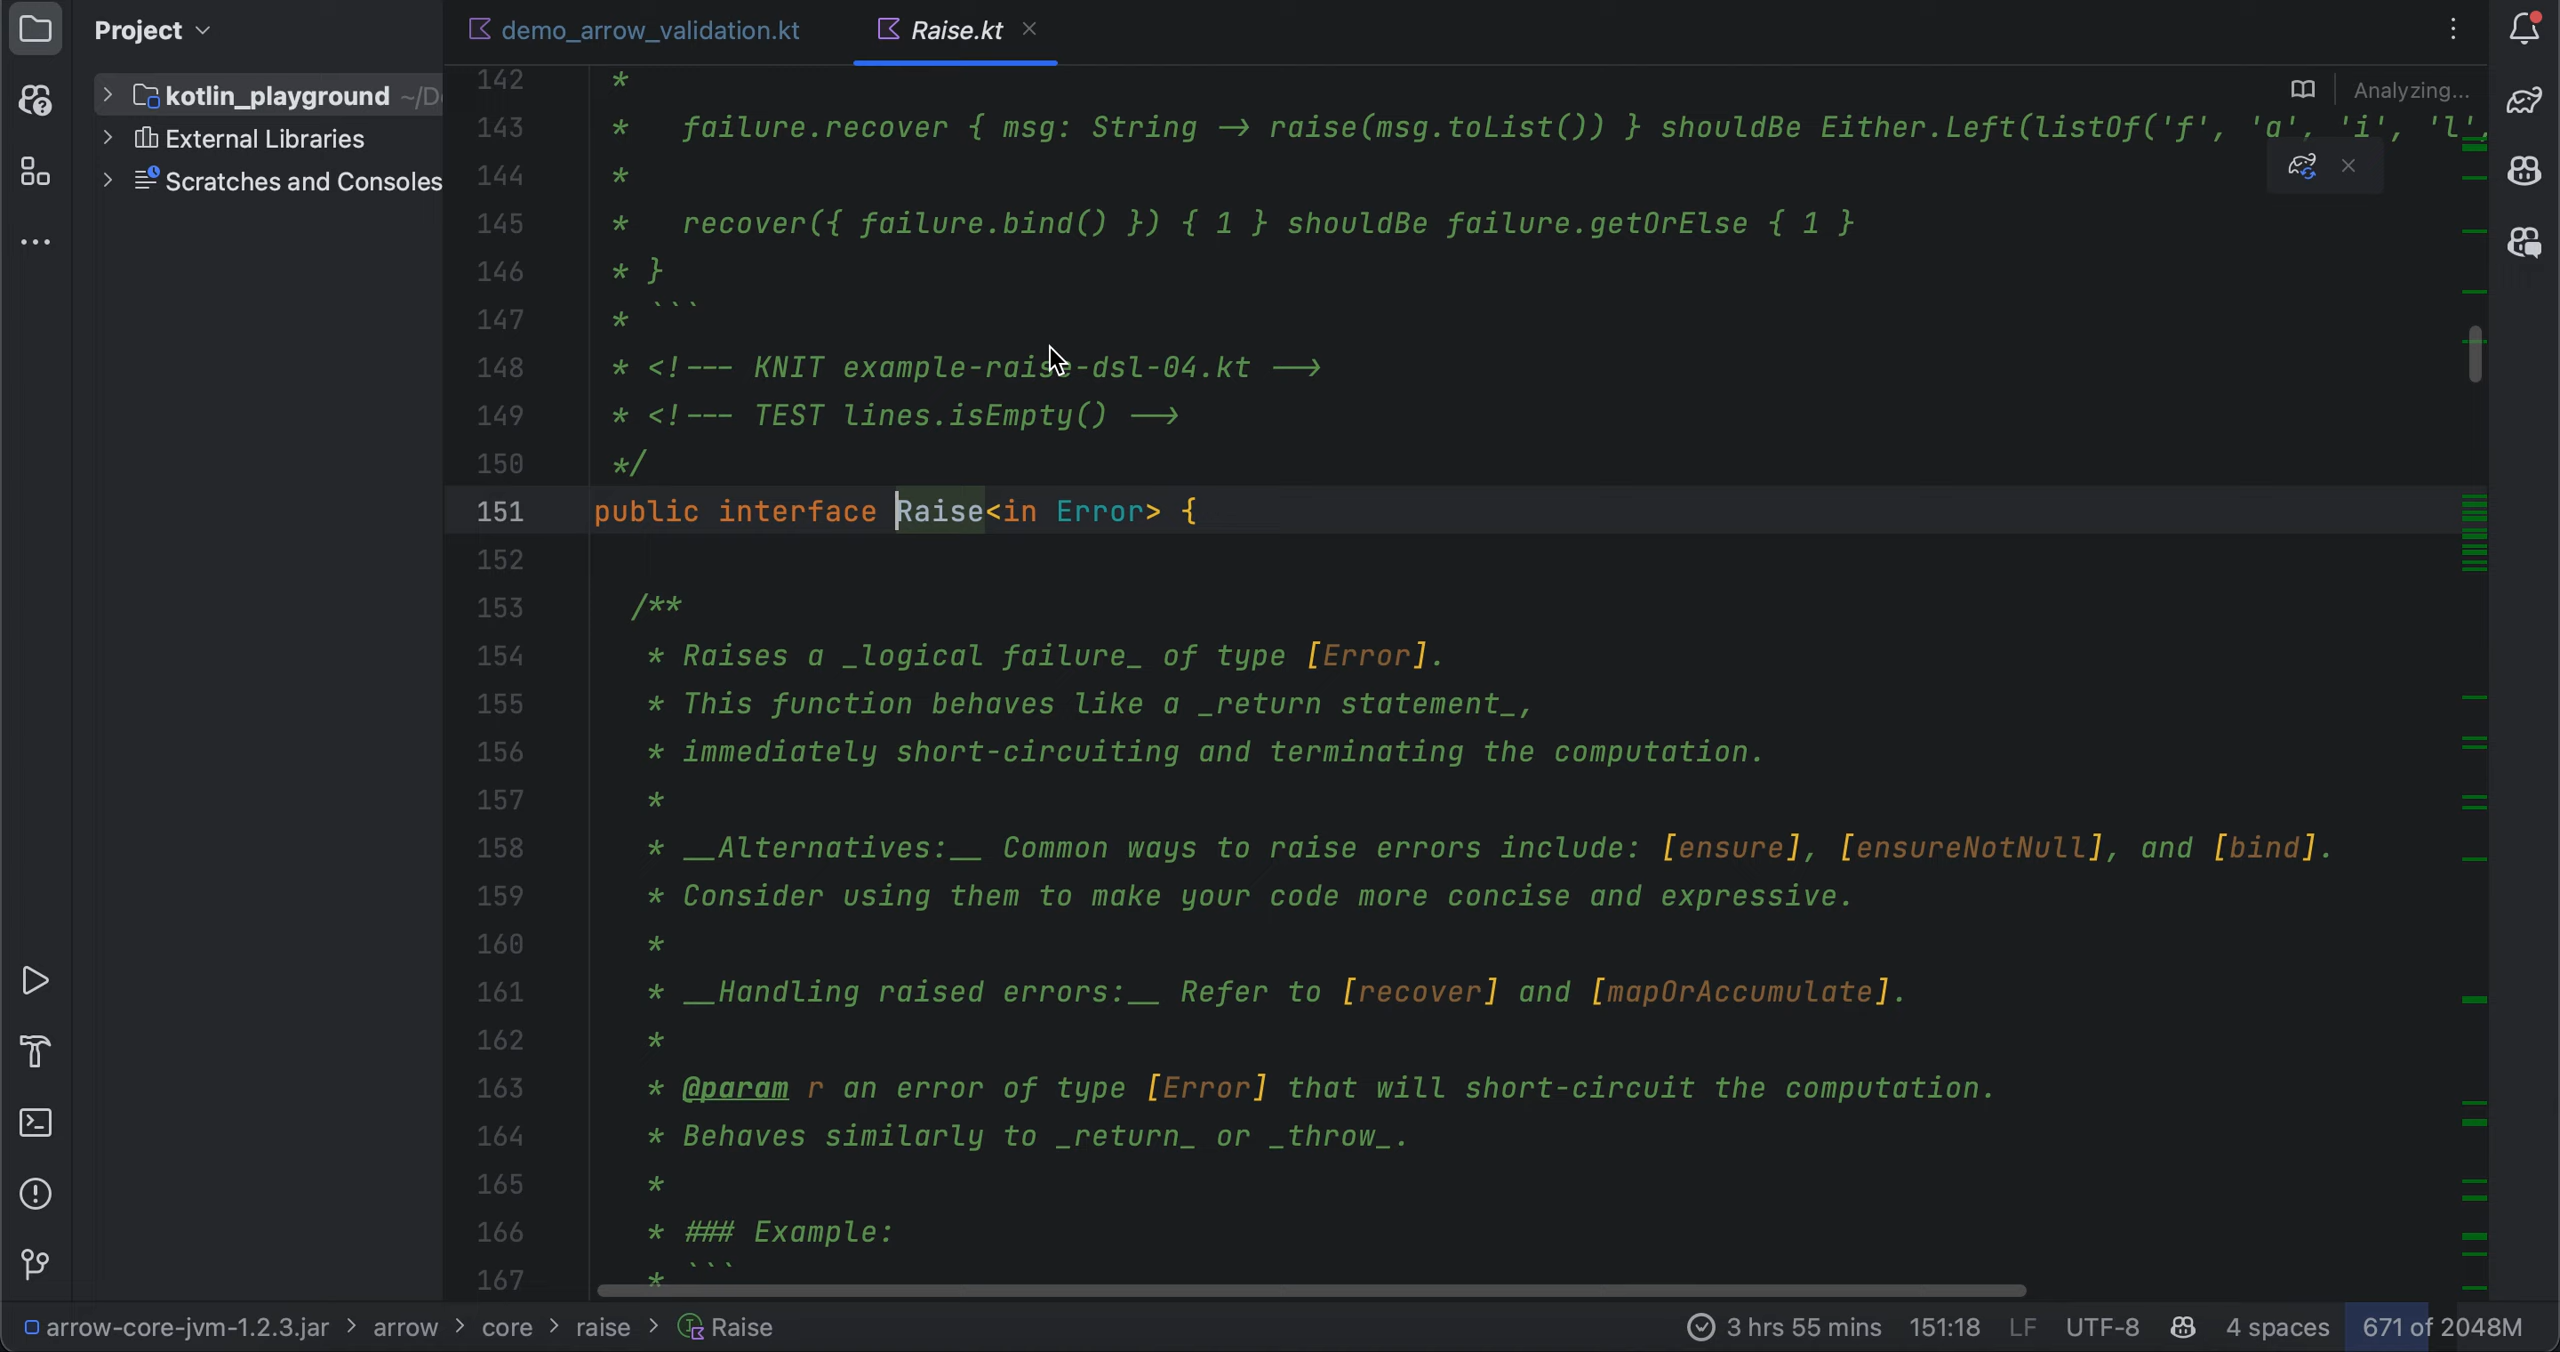 Project
demo_arrow_validation.kt
Raise.kt
kotlin_playground ~/D
External Libraries
Scratches and Consoles
Analyzing...
142 *
143 * failure.recover { msg: String → raise(msg.toList()) } shouldBe Either.Left(listOf('f', 'a', 'i', 'l',
144 *
145 * recover({ failure.bind() }) { 1 } shouldBe failure.getOrElse { 1 }
146 * }
147 * ```
148 * <!--- KNIT example-raise-dsl-04.kt -->
149 * <!--- TEST lines.isEmpty() -->
150 */
151 public interface Raise<in Error> {
152
153 /**
154 * Raises a _logical failure_ of type [Error].
155 * This function behaves like a _return statement_,
156 * immediately short-circuiting and terminating the computation.
157 *
158 * __Alternatives:__ Common ways to raise errors include: [ensure], [ensureNotNull], and [bind].
159 * Consider using them to make your code more concise and expressive.
160 *
161 * __Handling raised errors:__ Refer to [recover] and [mapOrAccumulate].
162 *
163 * @param r an error of type [Error] that will short-circuit the computation.
164 * Behaves similarly to _return_ or _throw_.
165 *
166 * ### Example:
167 * ```
arrow-core-jvm-1.2.3.jar > arrow > core > raise > Raise
3 hrs 55 mins 151:18 LF UTF-8 4 spaces 671 of 2048M